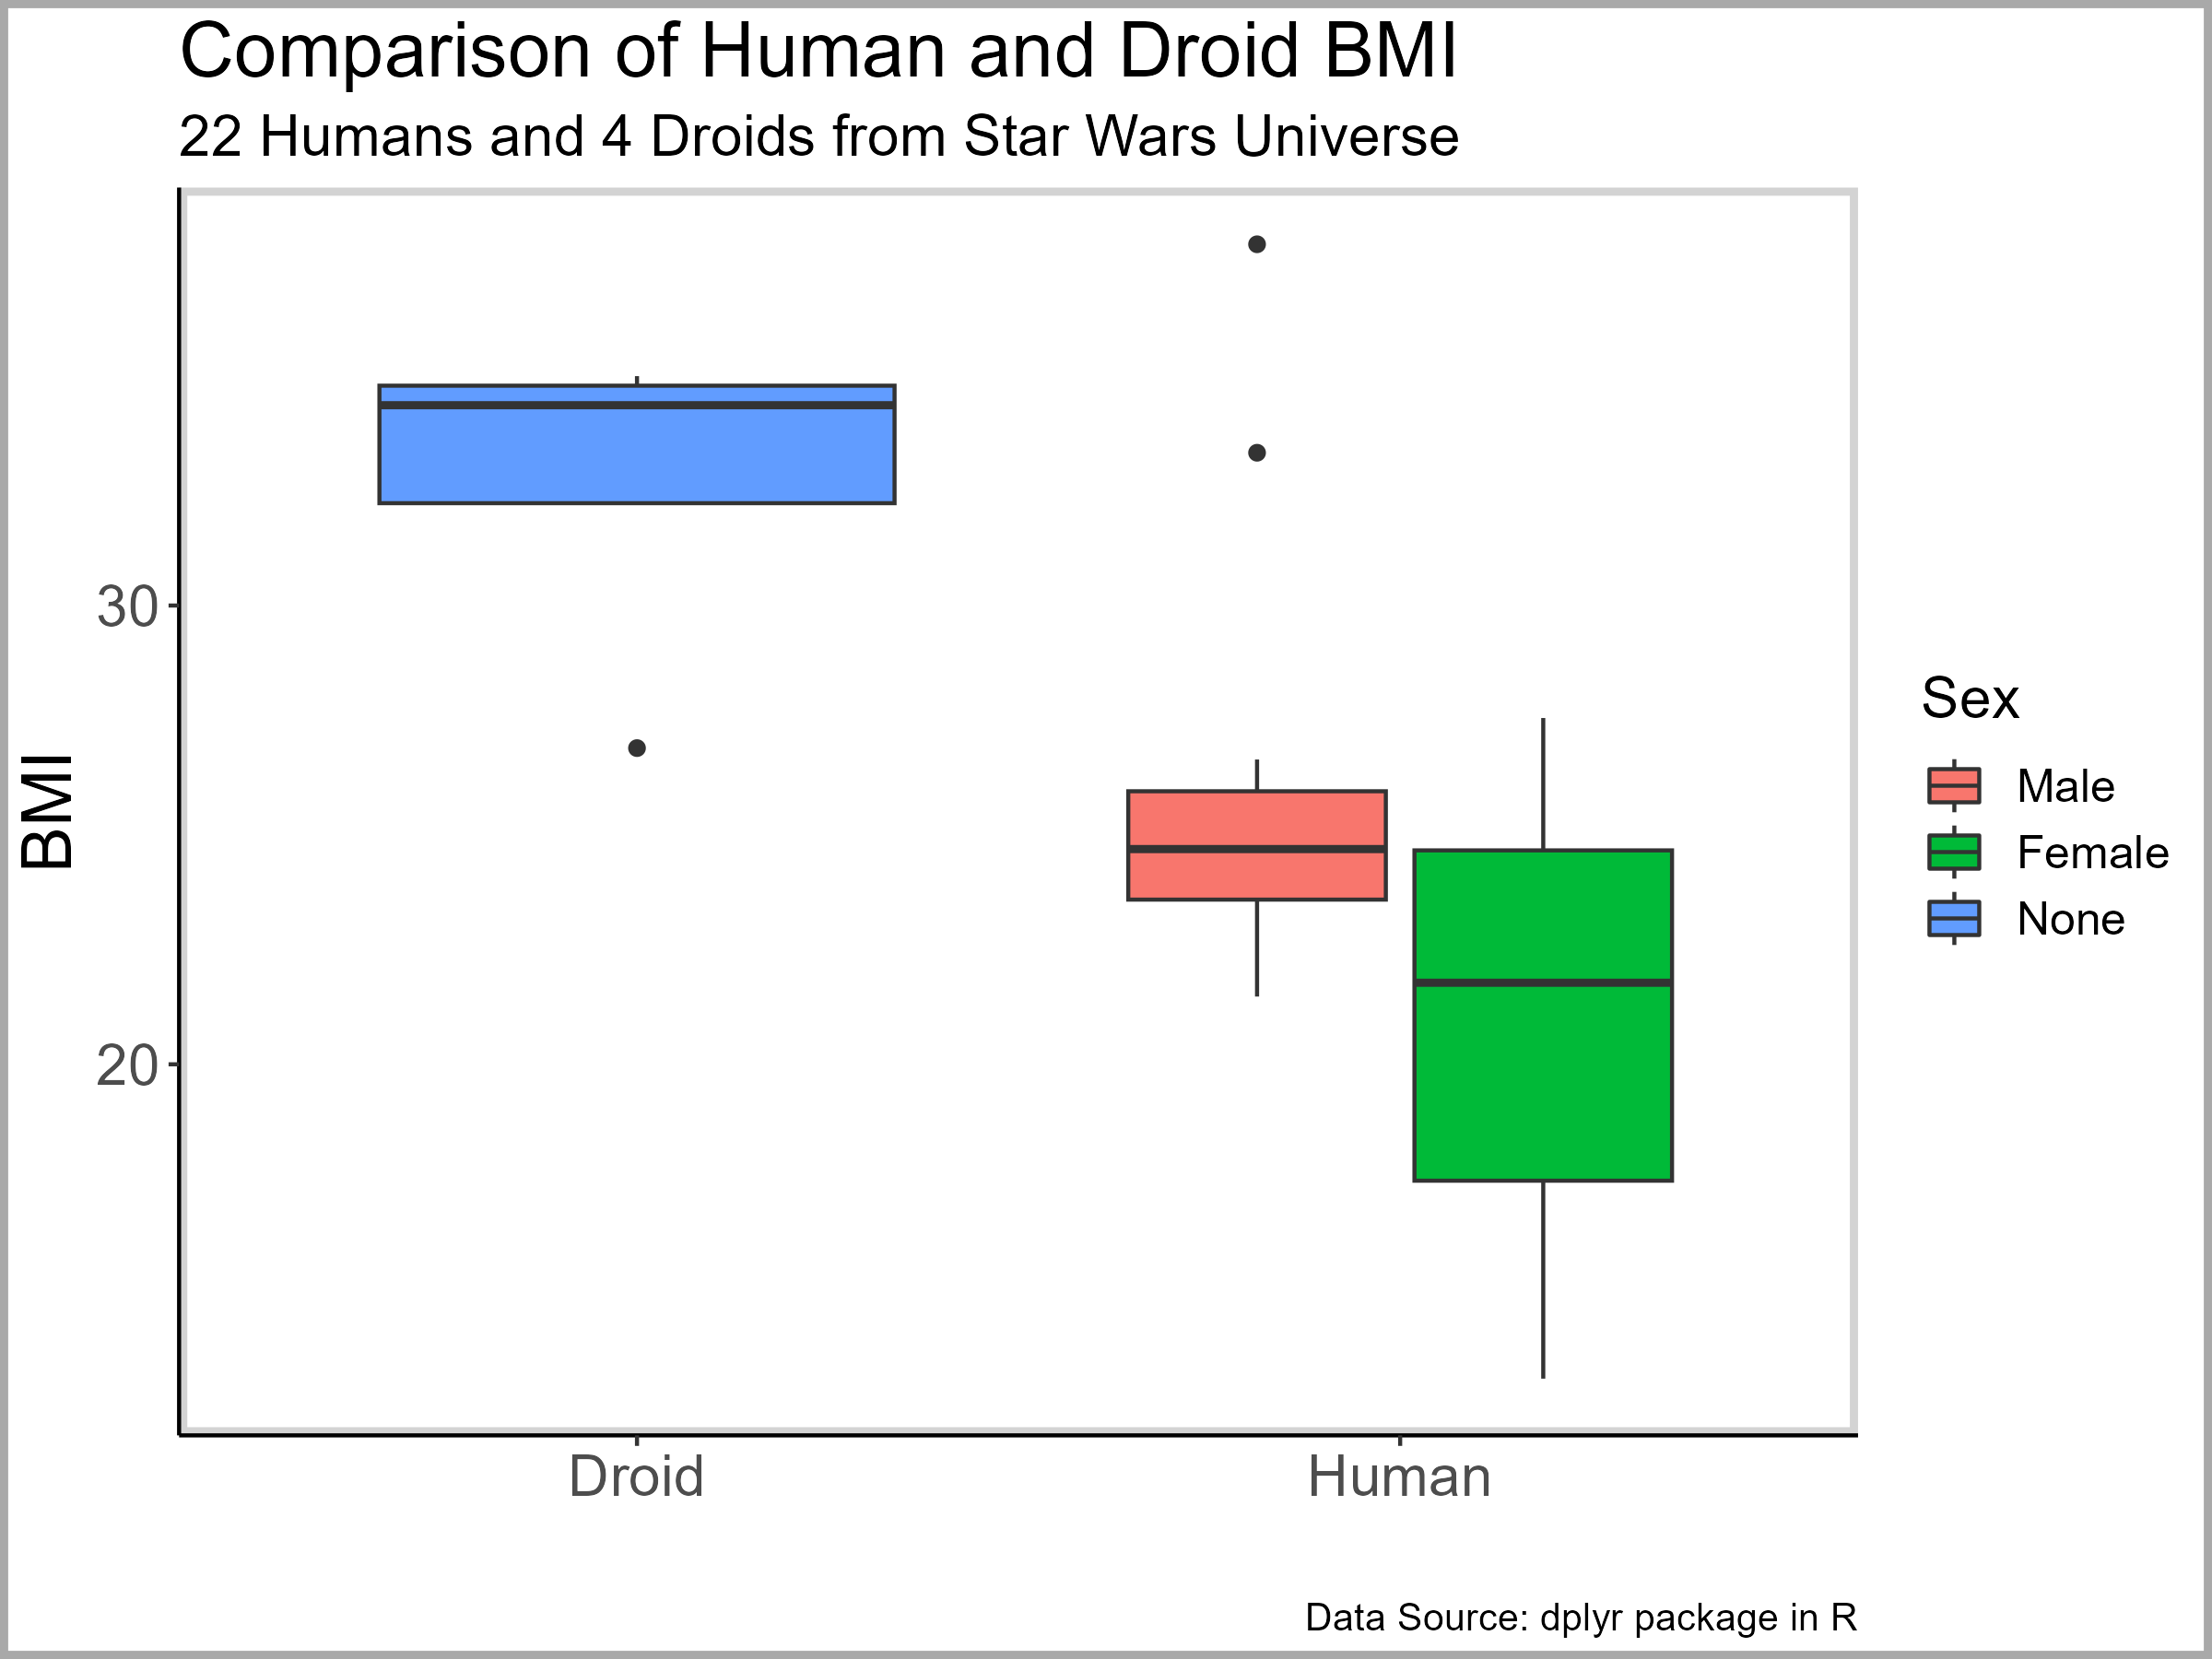 Comparison of Human and Droid BMI
22 Humans and 4 Droids from Star Wars Universe
BMI
30
20
Droid
Human
Sex
Male
Female
None
Data Source: dplyr package in R